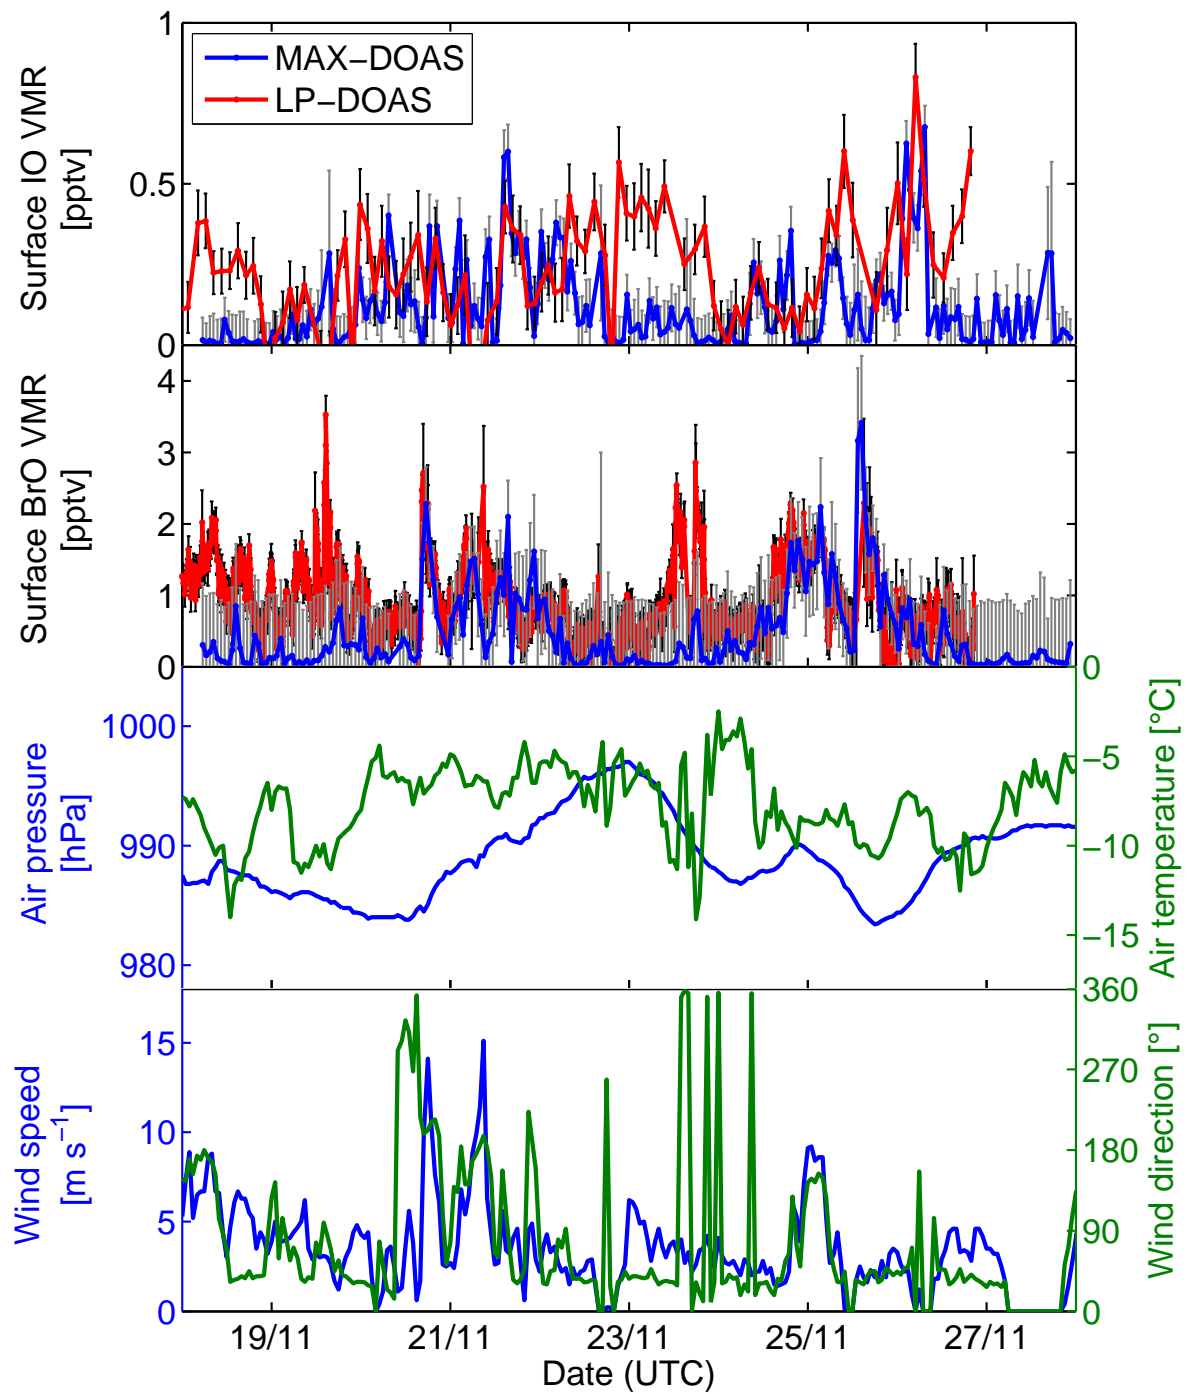 1
0.5
0
Surface IO VMR
[pptv]
MAX−DOAS
LP−DOAS
4
3
2
1
0
Surface BrO VMR
[pptv]
1000
990
980
Air pressure
[hPa]
0
−5
−10
−15
Air temperature [°C]
15
10
5
0
Wind speed
[m s⁻¹]
360
270
180
90
0
Wind direction [°]
19/11 21/11 23/11 25/11 27/11
Date (UTC)